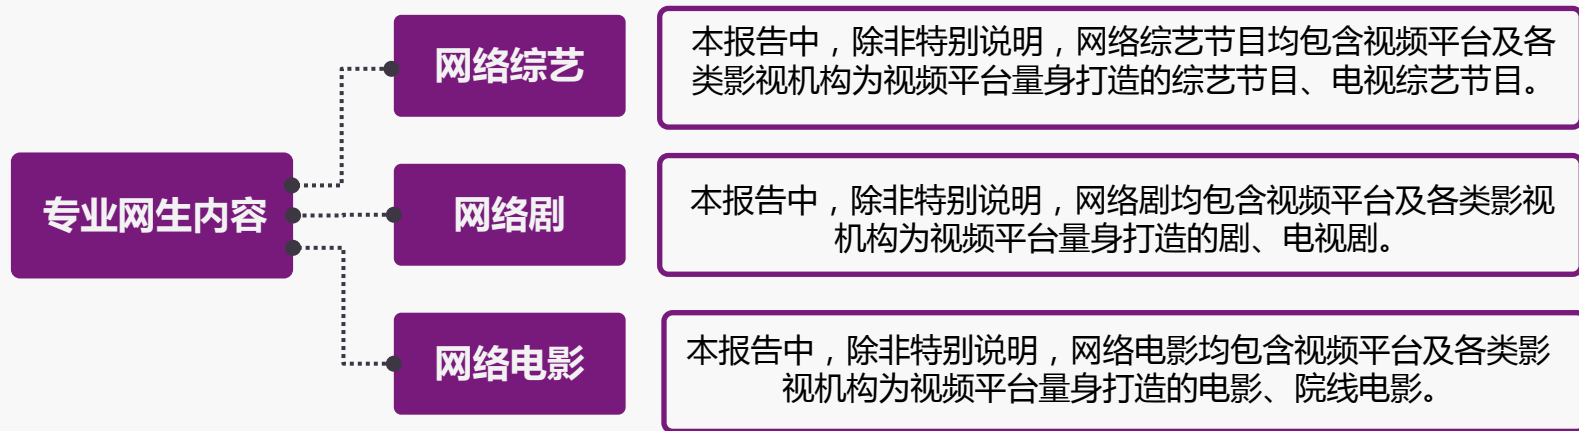 网络综艺
本报告中，除非特别说明，网络综艺节目均包含视频平台及各
类影视机构为视频平台量身打造的综艺节目、电视综艺节目。
专业网生内容
网络剧
本报告中，除非特别说明，网络剧均包含视频平台及各类影视
机构为视频平台量身打造的剧、电视剧。
网络电影
本报告中，除非特别说明，网络电影均包含视频平台及各类影
视机构为视频平台量身打造的电影、院线电影。